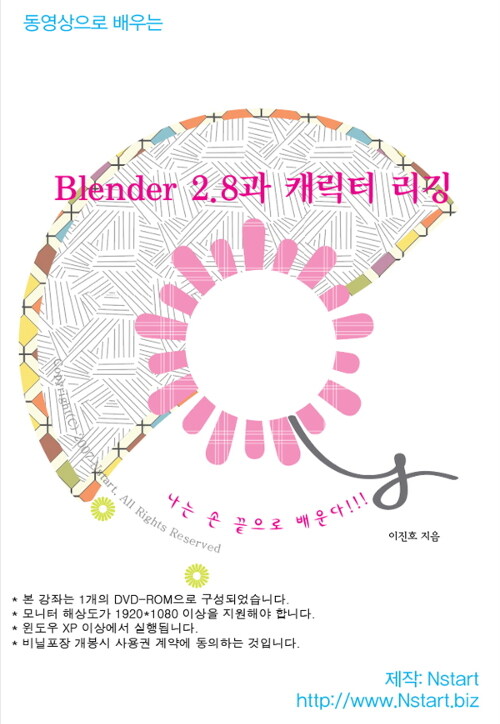 동영상으로 배우는
Blender 2.8과 캐릭터 리깅
Copyright(C) 2007 Nstart. All Rights Reserved
나는 손 끝으로 배운다!!!
이진호 지음
* 본 강좌는 1개의 DVD-ROM으로 구성되었습니다.
* 모니터 해상도가 1920*1080 이상을 지원해야 합니다.
* 윈도우 XP 이상에서 실행됩니다.
* 비닐포장 개봉시 사용권 계약에 동의하는 것입니다.
제작: Nstart
http://www.Nstart.biz